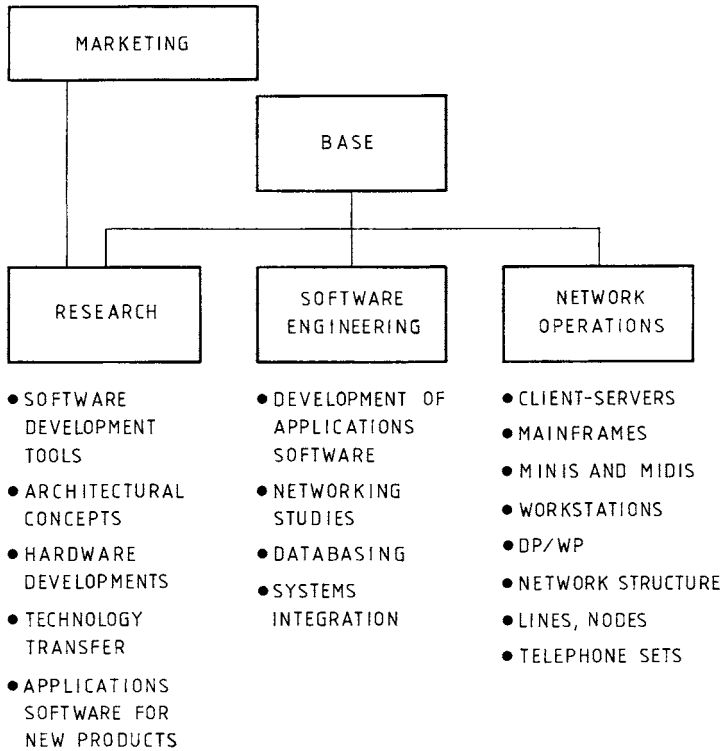 MARKETING
BASE
RESEARCH
SOFTWARE
ENGINEERING
NETWORK
OPERATIONS
● SOFTWARE
DEVELOPMENT
TOOLS
● ARCHITECTURAL
CONCEPTS
● HARDWARE
DEVELOPMENTS
● TECHNOLOGY
TRANSFER
● APPLICATIONS
SOFTWARE FOR
NEW PRODUCTS
● DEVELOPMENT OF
APPLICATIONS
SOFTWARE
● NETWORKING
STUDIES
● DATABASING
● SYSTEMS
INTEGRATION
● CLIENT-SERVERS
● MAINFRAMES
● MINIS AND MIDIS
● WORKSTATIONS
● DP/WP
● NETWORK STRUCTURE
● LINES, NODES
● TELEPHONE SETS